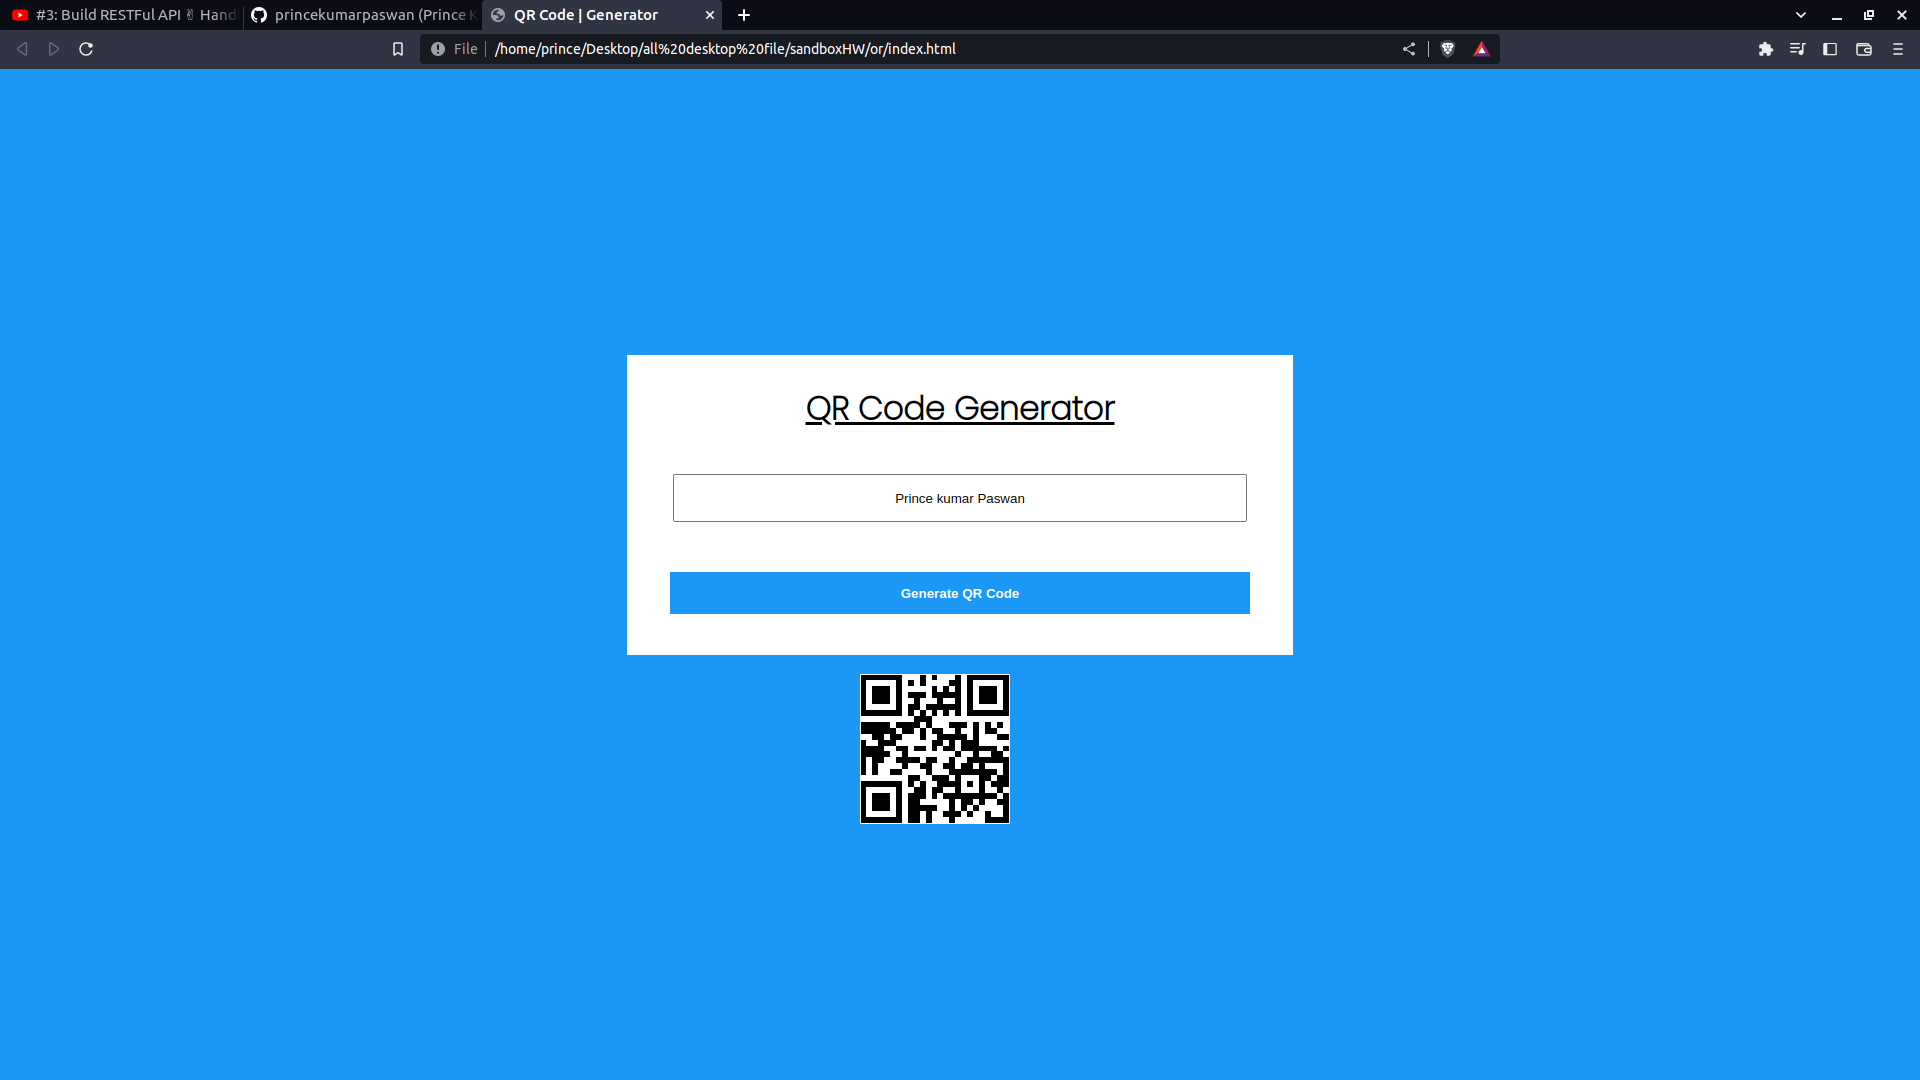 #3: Build RESTFul API ✌ Hand
princekumarpaswan (Prince K
QR Code | Generator
File
/home/prince/Desktop/all%20desktop%20file/sandboxHW/or/index.html
QR Code Generator
Prince kumar Paswan
Generate QR Code